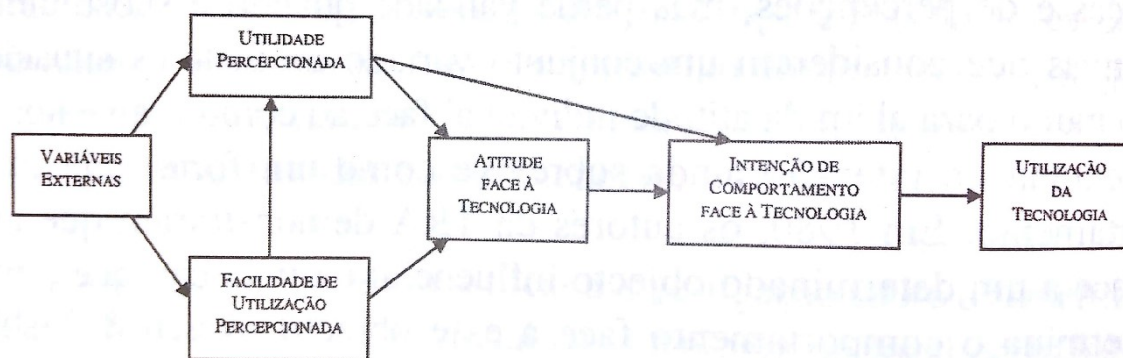 UTILIDADE
PERCEPCIONADA
VARIÁVEIS
EXTERNAS
ATITUDE
FACE À
TECNOLOGIA
INTENÇÃO DE
COMPORTAMENTO
FACE À TECNOLOGIA
UTILIZAÇÃO
DA
TECNOLOGIA
FACILIDADE DE
UTILIZAÇÃO
PERCEPCIONADA